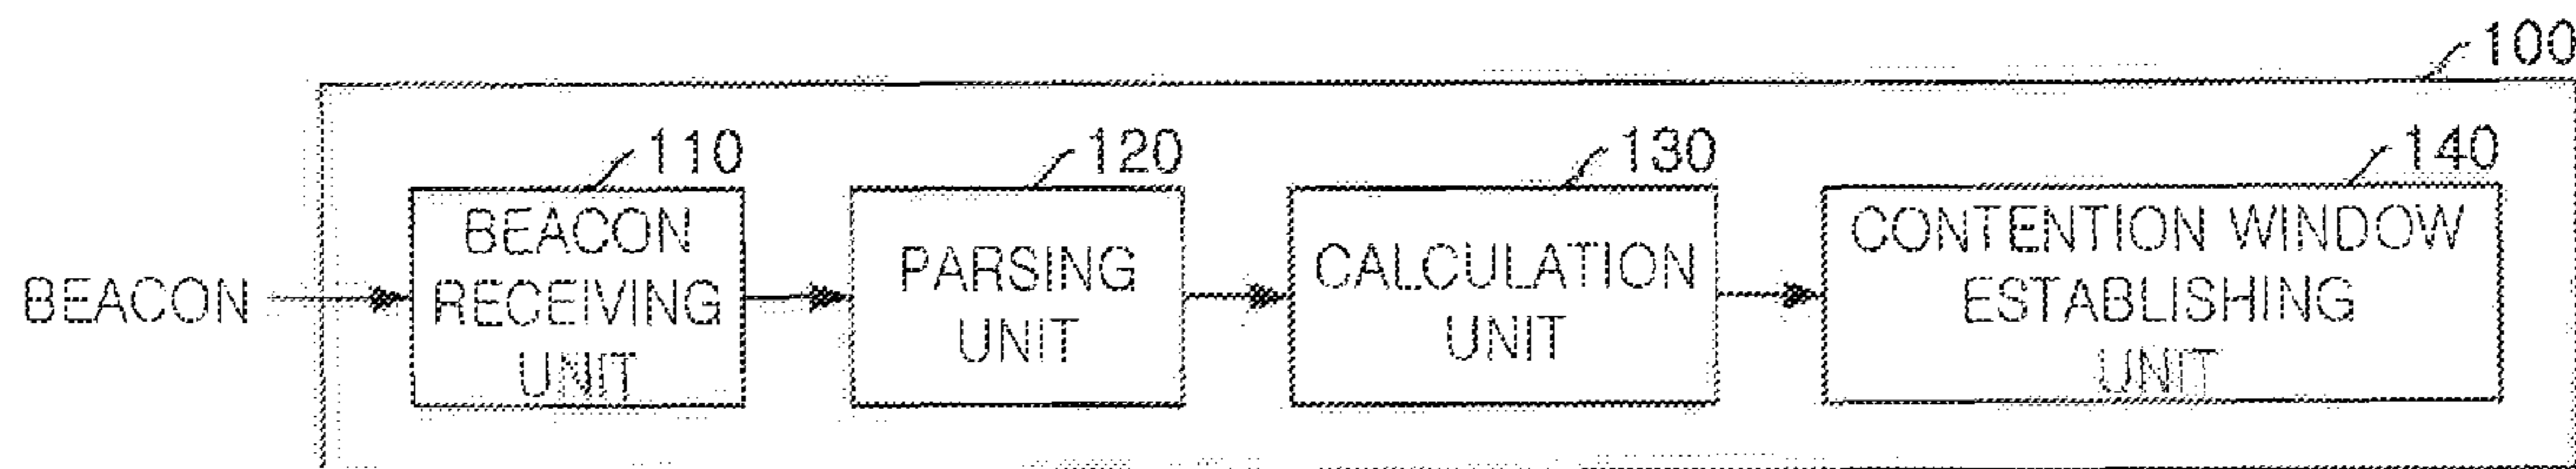 100
110
120
130
140
BEACON
BEACON
RECEIVING
UNIT
PARSING
UNIT
CALCULATION
UNIT
CONTENTION WINDOW
ESTABLISHING
UNIT